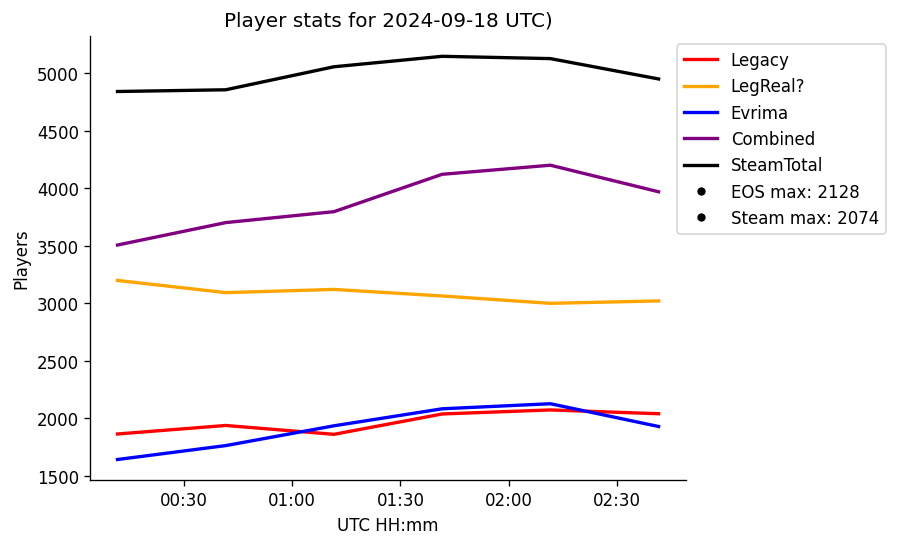 Player stats for 2024-09-18 UTC)
Legacy
LegReal?
Evrima
Combined
SteamTotal
EOS max: 2128
Steam max: 2074
Players
5000
4500
4000
3500
3000
2500
2000
1500
00:30 01:00 01:30 02:00 02:30
UTC HH:mm